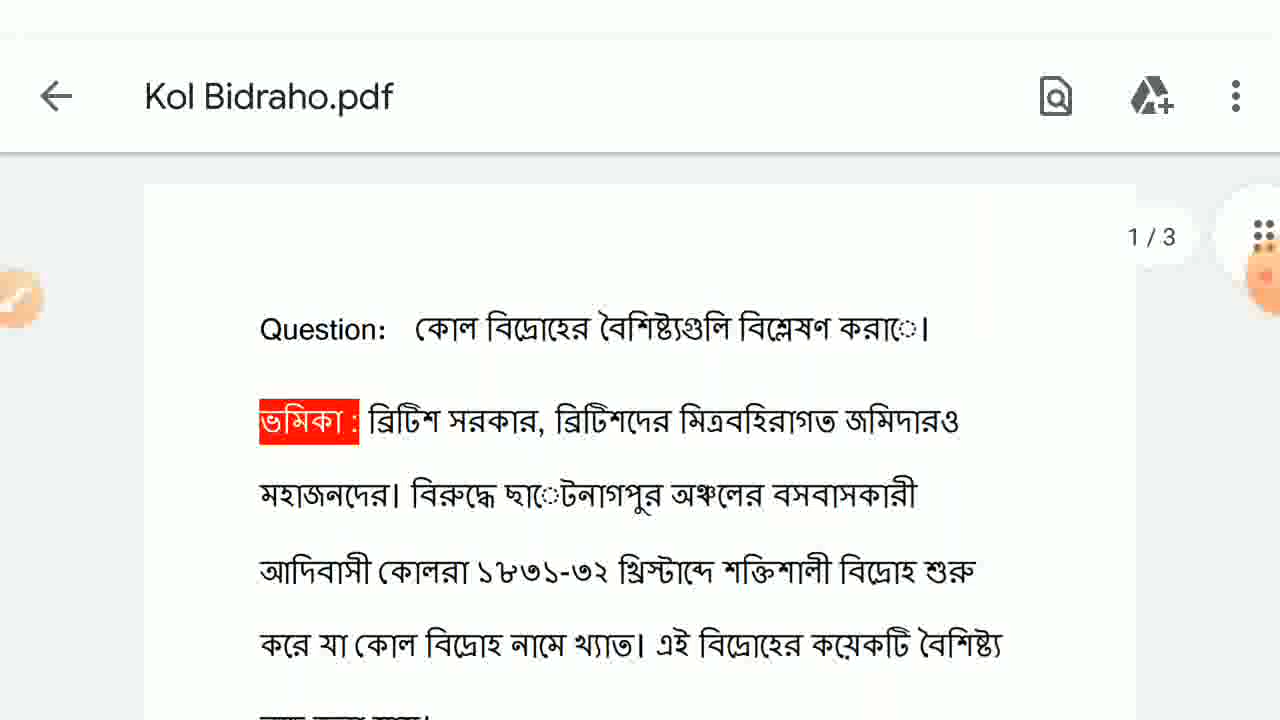 Kol Bidraho.pdf
1 / 3
Question: কোল বিদ্রোহের বৈশিষ্ট্যগুলি বিশ্লেষণ করাে।
ভমিকা : ব্রিটিশ সরকার, ব্রিটিশদের মিত্রবহিরাগত জমিদারও
মহাজনদের। বিরুদ্ধে ছােটনাগপুর অঞ্চলের বসবাসকারী
আদিবাসী কোলরা ১৮৩১-৩২ খ্রিস্টাব্দে শক্তিশালী বিদ্রোহ শুরু
করে যা কোল বিদ্রোহ নামে খ্যাত। এই বিদ্রোহের কয়েকটি বৈশিষ্ট্য